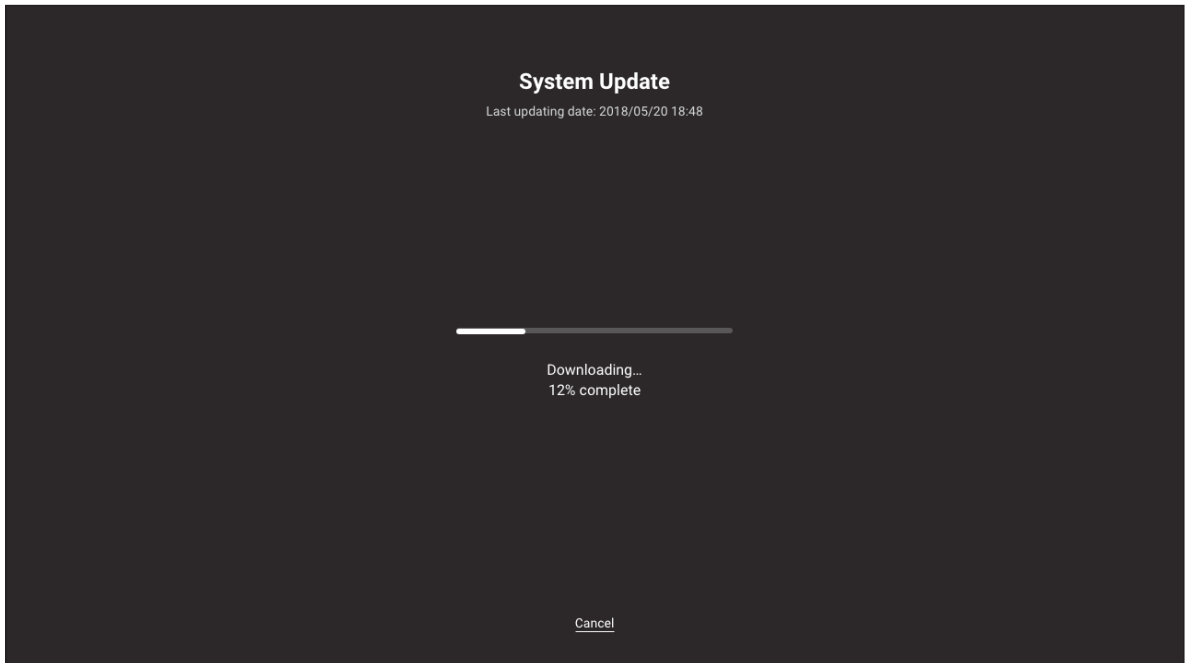 System Update
Last updating date: 2018/05/20 18:48
Downloading...
12% complete
Cancel